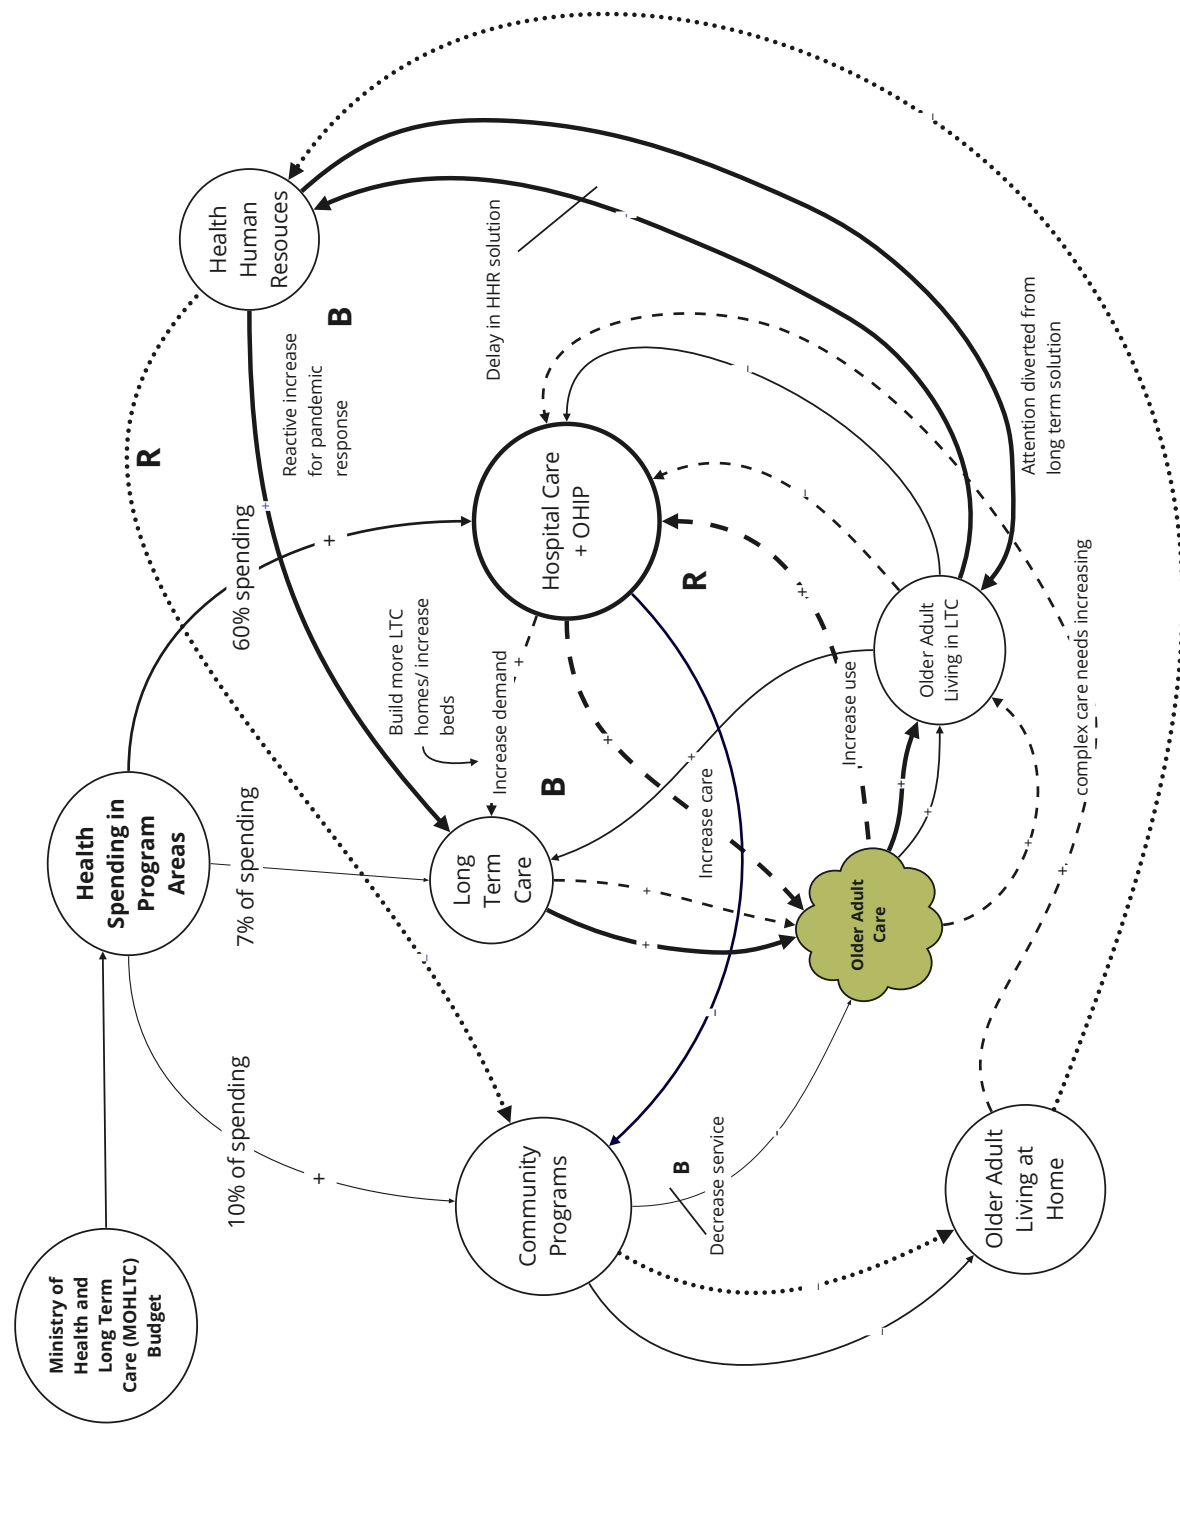 Ministry of
Health and
Long Term
Care (MOHLTC)
Budget
Health
Spending in
Program
Areas
10% of spending
+
7% of spending
60% spending
+
R
Health
Human
Resouces
B
Reactive increase
for pandemic
response
+
Build more LTC
homes/ increase
beds
Increase demand
+
-
B
Long
Term
Care
Hospital Care
+ OHIP
Delay in HHR solution
-
-
-
-
R
+
Increase use
+
Increase care
+
-
-
+
+
Community
Programs
B
Decrease service
-
Older Adult
Care
+
+
+
Older Adult
Living in LTC
Attention diverted from
long term solution
-
complex care needs increasing
+
-
-
Older Adult
Living at
Home